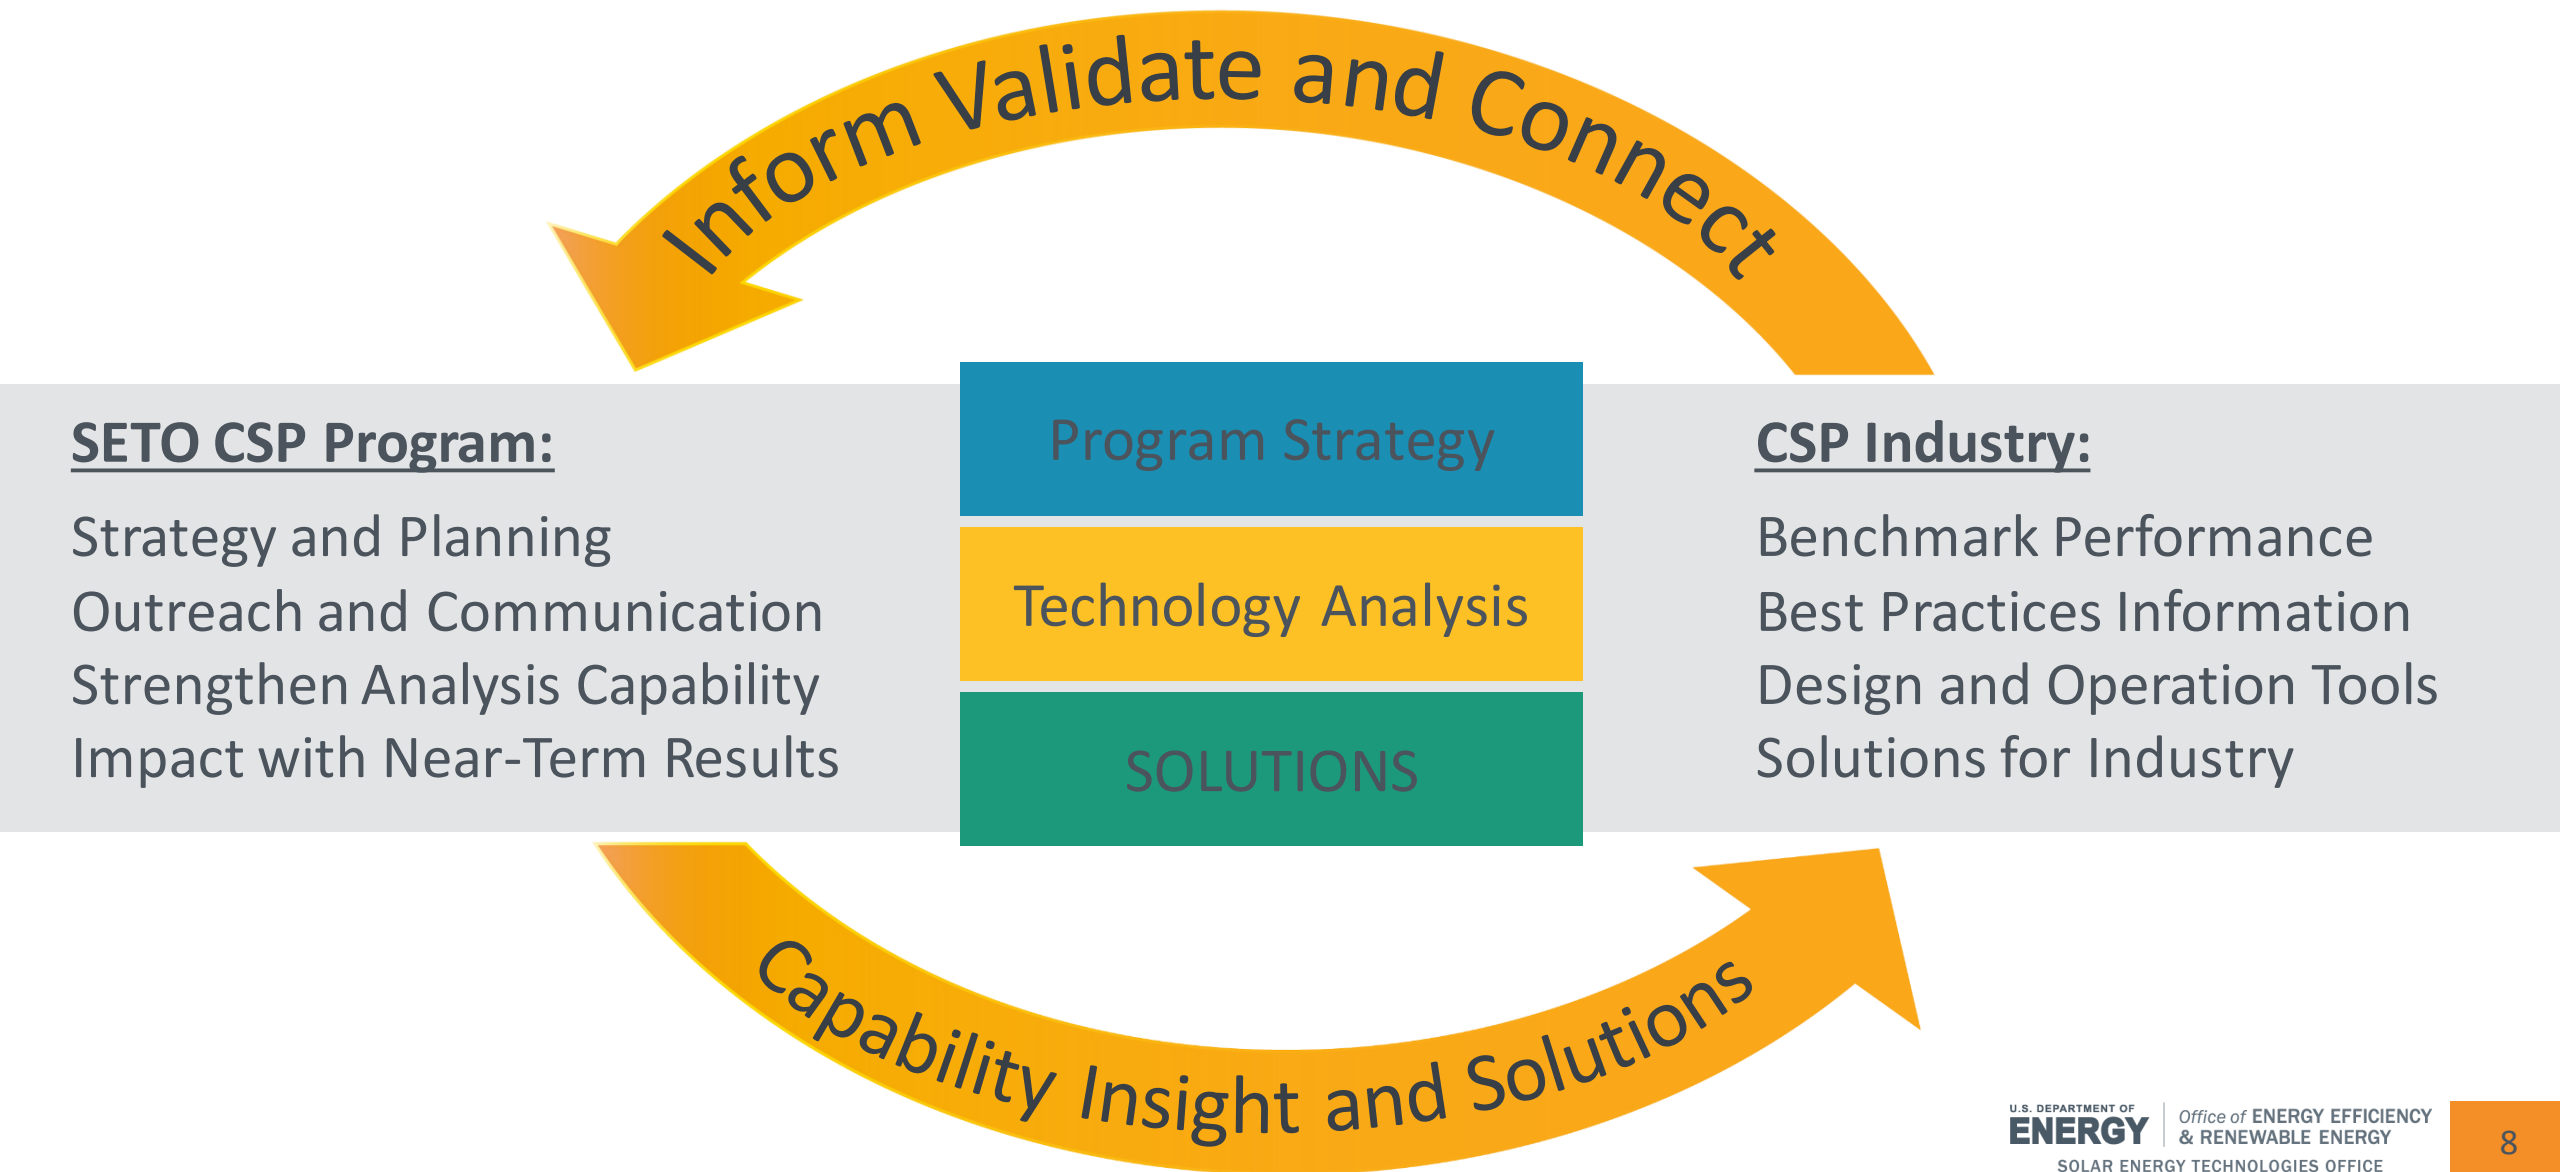 Inform Validate and Connect
SETO CSP Program:
Strategy and Planning
Outreach and Communication
Strengthen Analysis Capability
Impact with Near-Term Results
Program Strategy
Technology Analysis
SOLUTIONS
CSP Industry:
Benchmark Performance
Best Practices Information
Design and Operation Tools
Solutions for Industry
Capability Insight and Solutions
U.S. DEPARTMENT OF
ENERGY
Office of ENERGY EFFICIENCY
& RENEWABLE ENERGY
SOLAR ENERGY TECHNOLOGIES OFFICE
8